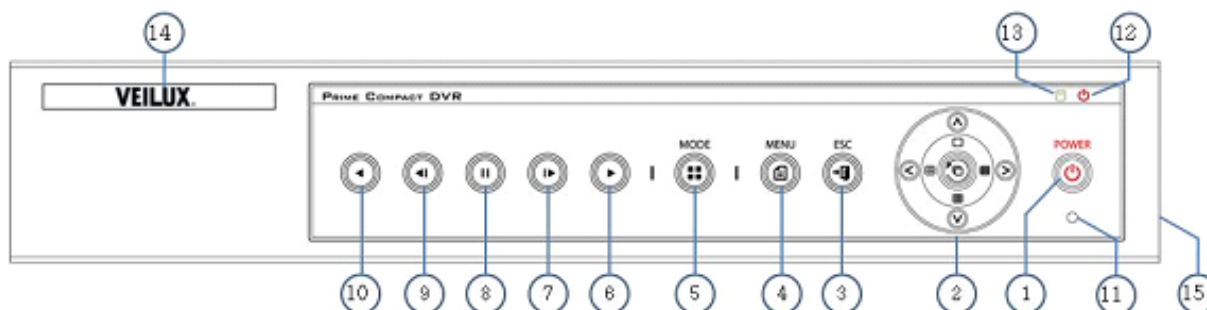 14
13 12
VEILUX.
PRIME COMPACT DVR
MODE MENU ESC POWER
10 9 8 7 6 5 4 3 2 1 11 15